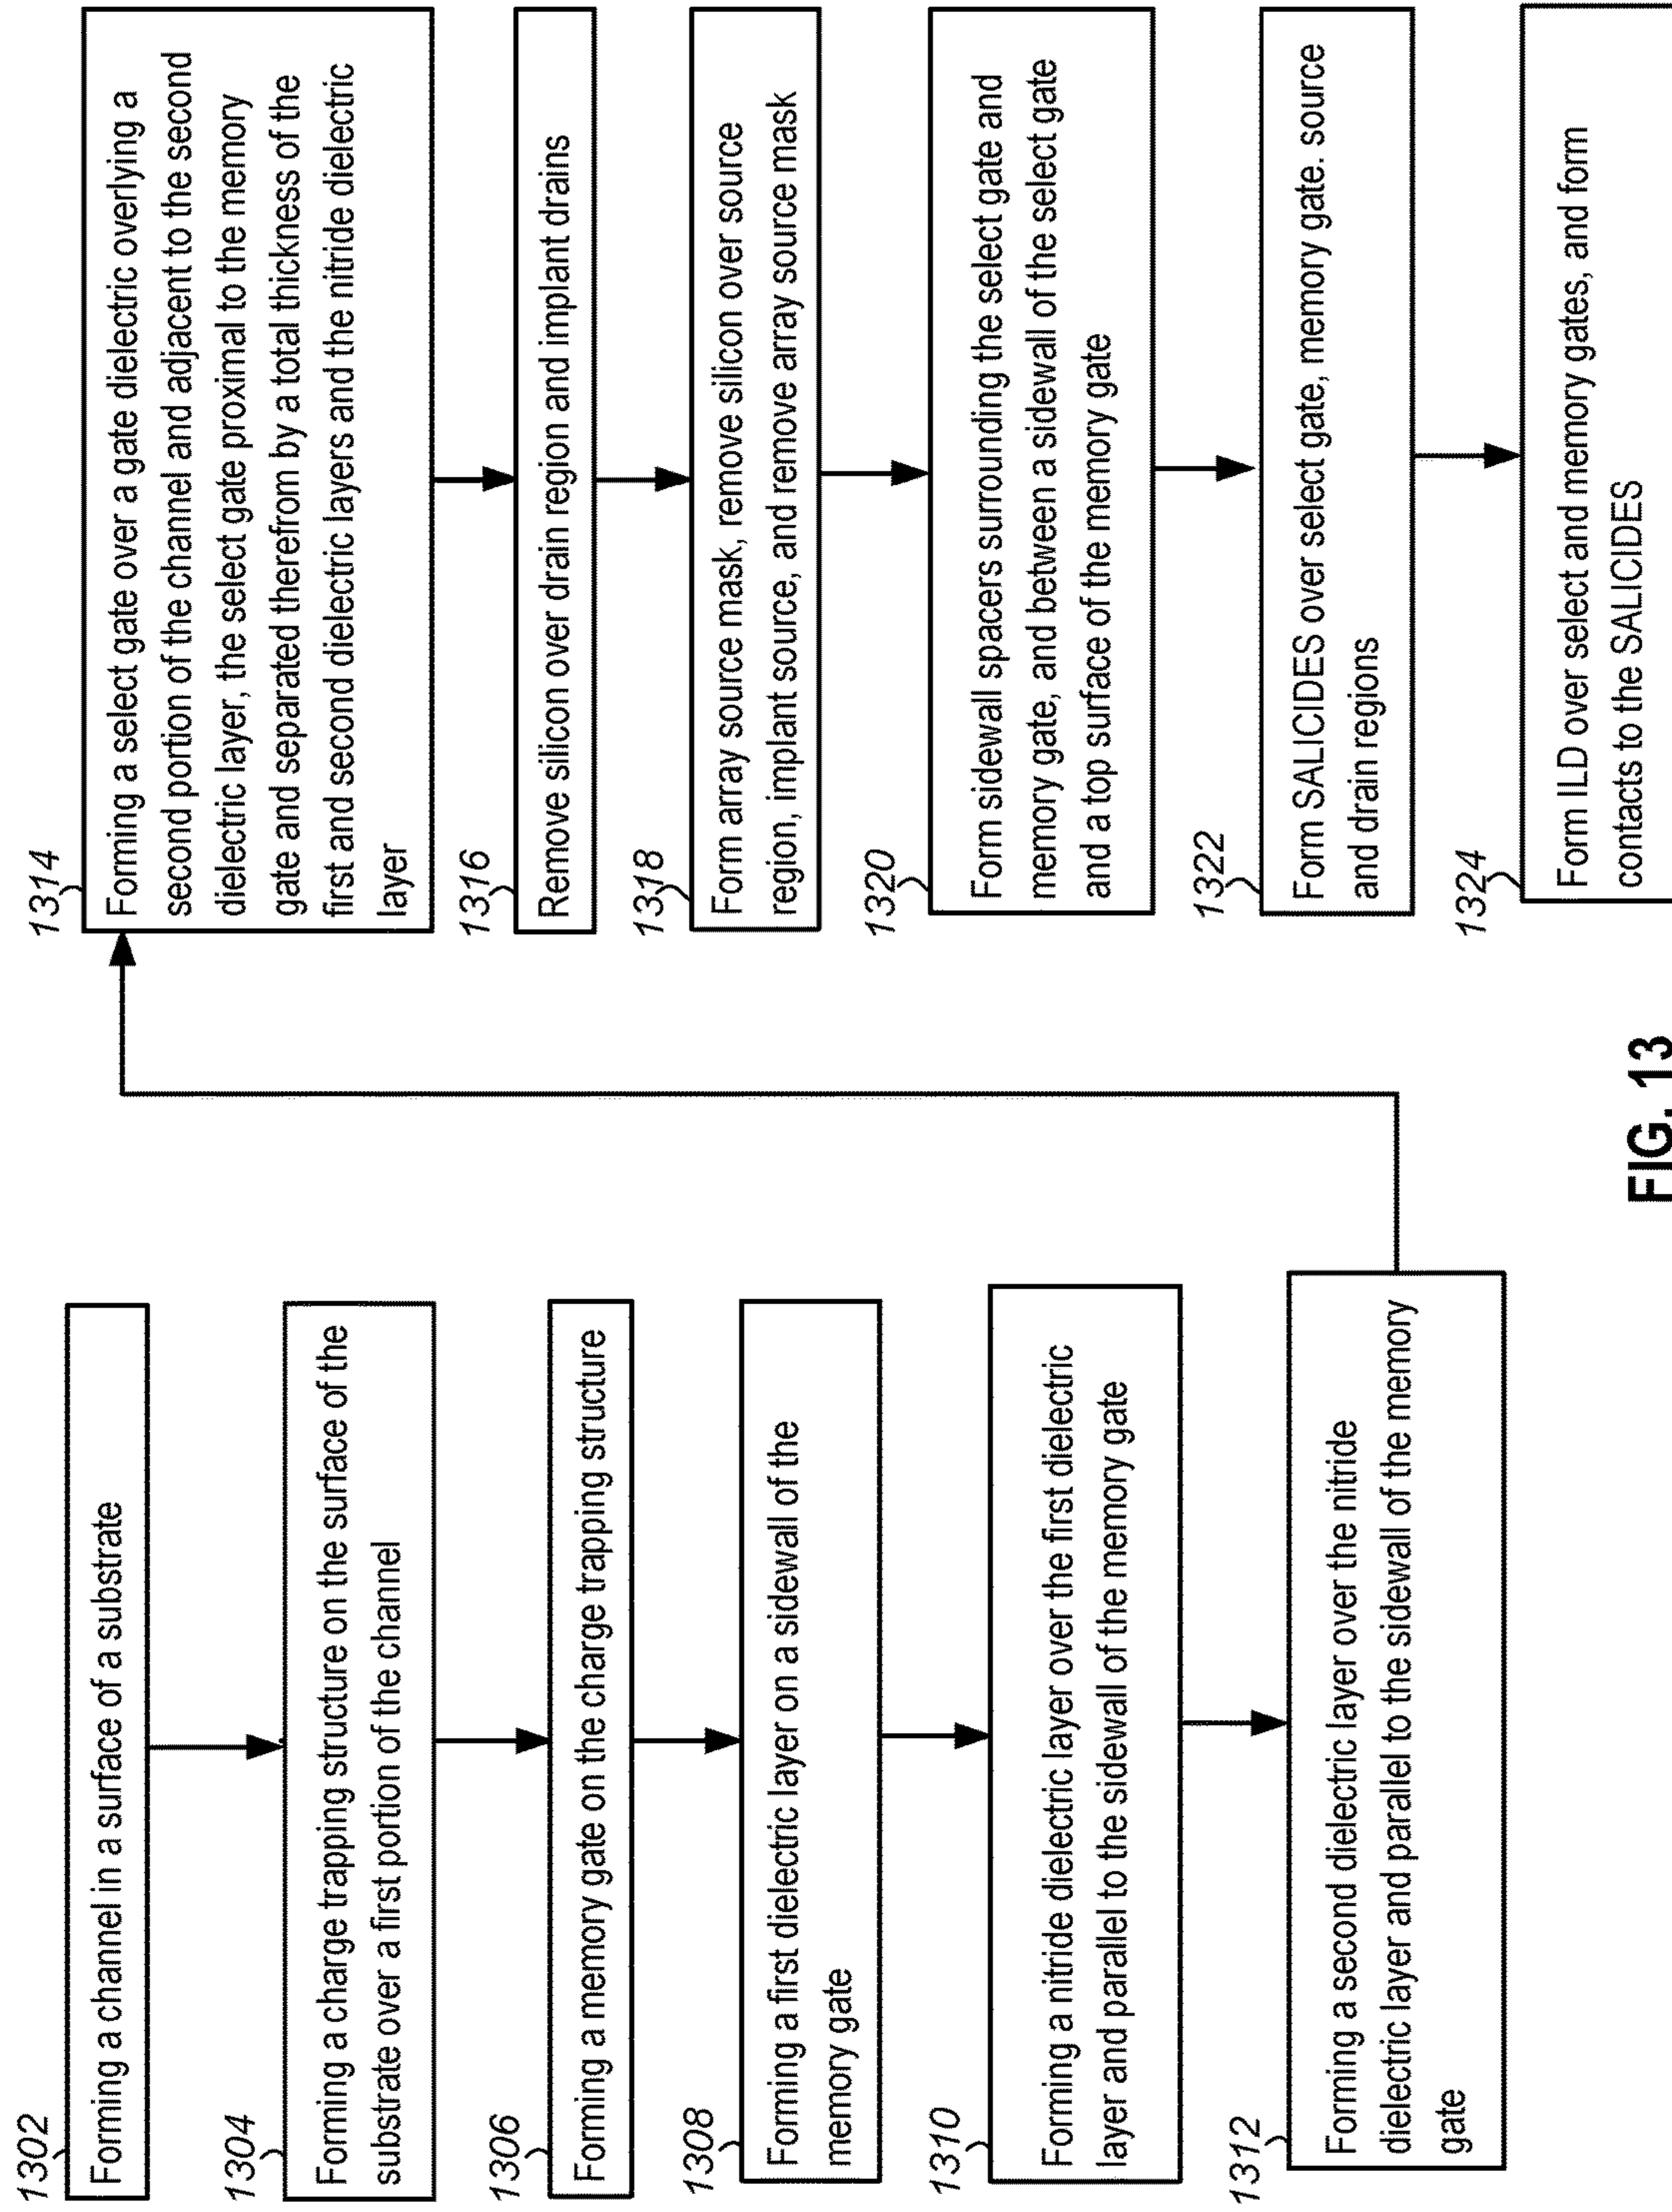 1302
Forming a channel in a surface of a substrate
1304
Forming a charge trapping structure on the surface of the
substrate over a first portion of the channel
1306
Forming a memory gate on the charge trapping structure
1308
Forming a first dielectric layer on a sidewall of the
memory gate
1310
Forming a nitride dielectric layer over the first dielectric
layer and parallel to the sidewall of the memory gate
1312
Forming a second dielectric layer over the nitride
dielectric layer and parallel to the sidewall of the memory
gate
1314
Forming a select gate over a gate dielectric overlying a
second portion of the channel and adjacent to the second
dielectric layer, the select gate proximal to the memory
gate and separated therefrom by a total thickness of the
first and second dielectric layers and the nitride dielectric
layer
1316
Remove silicon over drain region and implant drains
1318
Form array source mask, remove silicon over source
region, implant source, and remove array source mask
1320
Form sidewall spacers surrounding the select gate and
memory gate, and between a sidewall of the select gate
and a top surface of the memory gate
1322
Form SALICIDES over select gate, memory gate. source
and drain regions
1324
Form ILD over select and memory gates, and form
contacts to the SALICIDES
FIG. 13